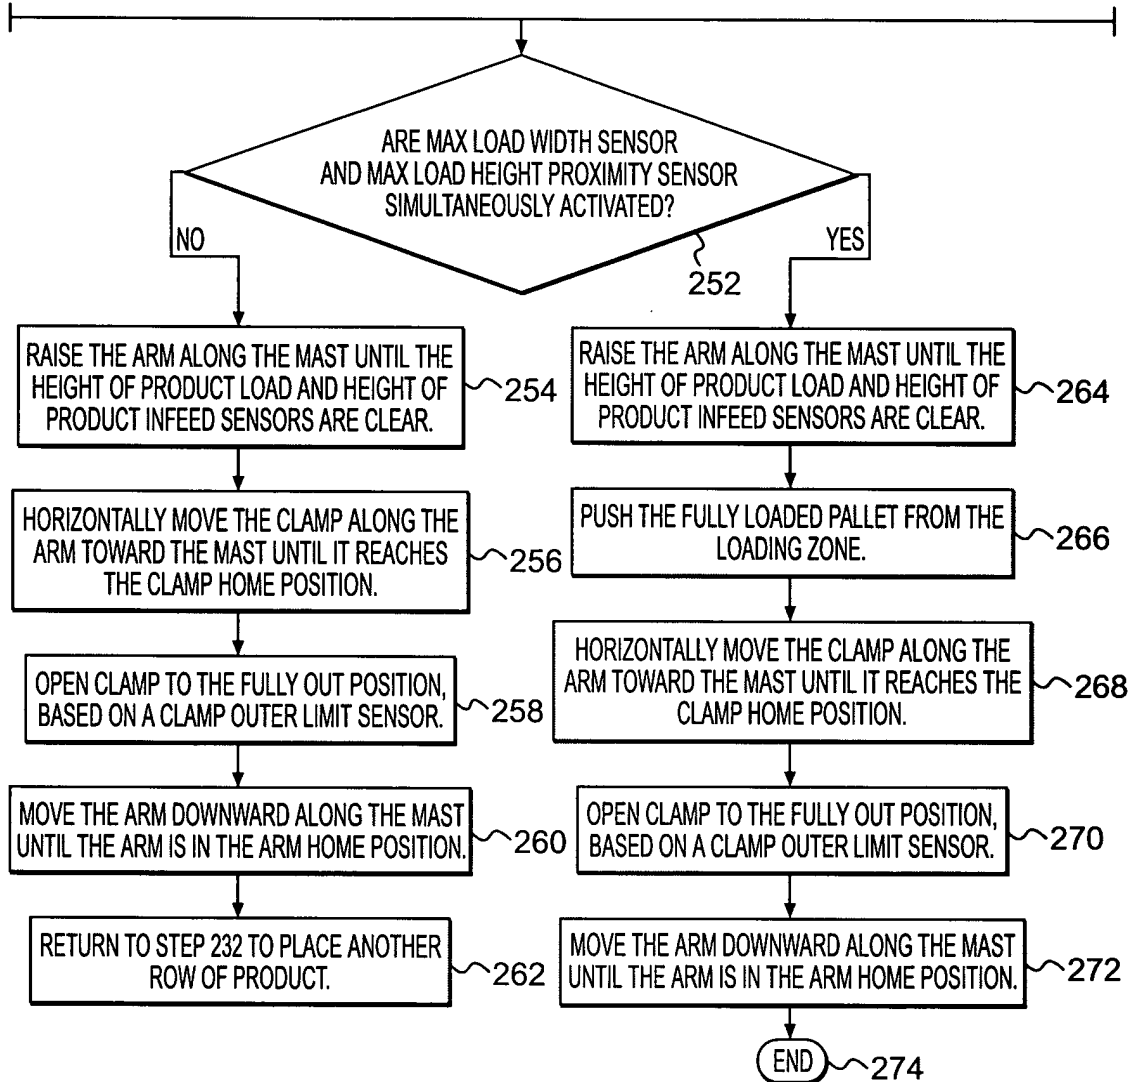 ARE MAX LOAD WIDTH SENSOR
AND MAX LOAD HEIGHT PROXIMITY SENSOR
SIMULTANEOUSLY ACTIVATED?
NO
YES
252
RAISE THE ARM ALONG THE MAST UNTIL THE
HEIGHT OF PRODUCT LOAD AND HEIGHT OF
PRODUCT INFEED SENSORS ARE CLEAR.
254
HORIZONTALLY MOVE THE CLAMP ALONG THE
ARM TOWARD THE MAST UNTIL IT REACHES
THE CLAMP HOME POSITION.
256
OPEN CLAMP TO THE FULLY OUT POSITION,
BASED ON A CLAMP OUTER LIMIT SENSOR.
258
MOVE THE ARM DOWNWARD ALONG THE MAST
UNTIL THE ARM IS IN THE ARM HOME POSITION.
260
RETURN TO STEP 232 TO PLACE ANOTHER
ROW OF PRODUCT.
262
RAISE THE ARM ALONG THE MAST UNTIL THE
HEIGHT OF PRODUCT LOAD AND HEIGHT OF
PRODUCT INFEED SENSORS ARE CLEAR.
264
PUSH THE FULLY LOADED PALLET FROM THE
LOADING ZONE.
266
HORIZONTALLY MOVE THE CLAMP ALONG THE
ARM TOWARD THE MAST UNTIL IT REACHES THE
CLAMP HOME POSITION.
268
OPEN CLAMP TO THE FULLY OUT POSITION,
BASED ON A CLAMP OUTER LIMIT SENSOR.
270
MOVE THE ARM DOWNWARD ALONG THE MAST
UNTIL THE ARM IS IN THE ARM HOME POSITION.
272
END
274